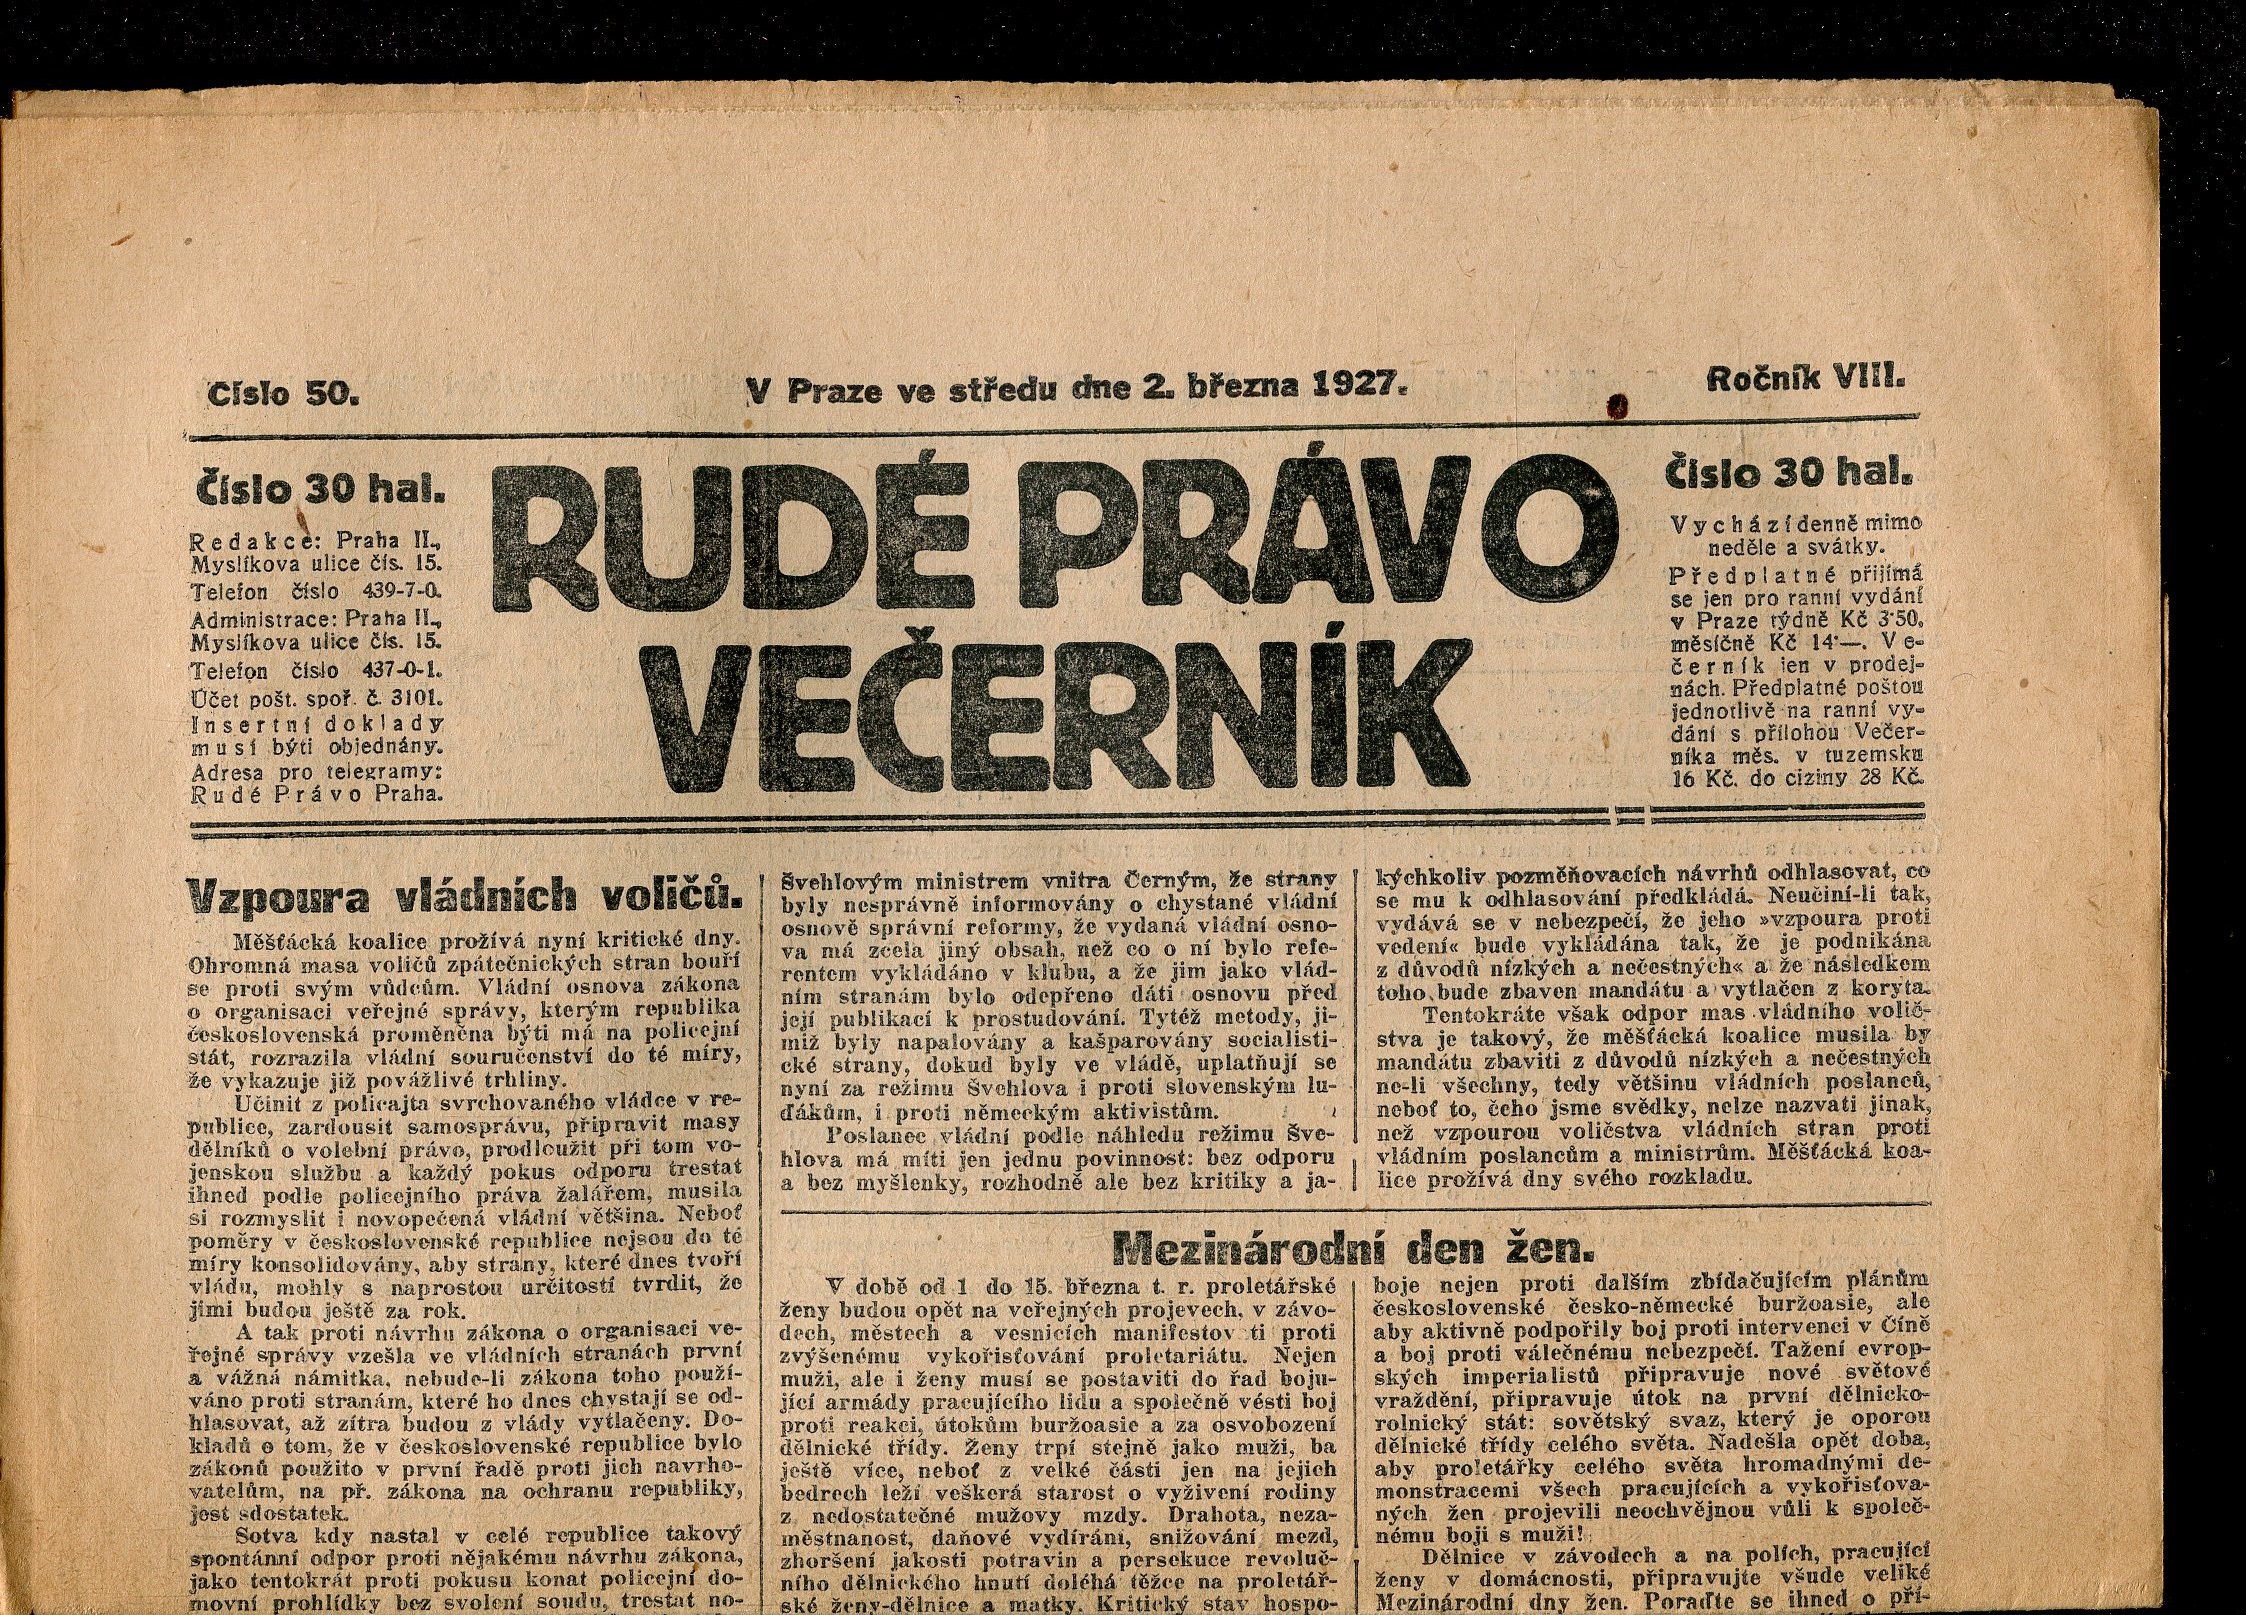 Číslo 50.
V Praze ve středu dne 2. března 1927.
Ročník VIII.
Číslo 30 hal.
Redakce: Praha II.,
Myslíkova ulice čís. 15.
Telefon číslo 439-7-0.
Administrace: Praha II.,
Myslíkova ulice čís. 15.
Telefon číslo 437-0-1.
Účet pošt. spoř. č. 3101.
Insertní doklady
musí býti objednány.
Adresa pro telegramy:
Rudé Právo Praha.
RUDÉ PRÁVO
VEČERNÍK
Číslo 30 hal.
Vychází denně mimo
neděle a svátky.
Předplatné přijímá
se jen pro ranní vydání
v Praze týdně Kč 3·50,
měsíčně Kč 14·—. Ve-
černík jen v prodej-
nách. Předplatné poštou
jednotlivě na ranní vy-
dání s přílohou Večer-
níka měs. v tuzemsku
16 Kč, do ciziny 28 Kč.
Vzpoura vládních voličů.
Měšťácká koalice prožívá nyní kritické dny.
Ohromná masa voličů zpátečnických stran bouří
se proti svým vůdcům. Vládní osnova zákona
o organisaci veřejné správy, kterým republika
československá proměněna býti má na policejní
stát, rozrazila vládní souručenství do té míry,
že vykazuje již povážlivé trhliny.
Učinit z policajta svrchovaného vládce v re-
publice, zardousit samosprávu, připravit masy
dělníků o volební právo, prodloužit při tom vo-
jenskou službu a každý pokus odporu trestat
ihned podle policejního práva žalářem, musila
si rozmyslit i novopečená vládní většina. Neboť
poměry v československé republice nejsou do té
míry konsolidovány, aby strany, které dnes tvoří
vládu, mohly s naprostou určitostí tvrdit, že
jimi budou ještě za rok.
A tak proti návrhu zákona o organisaci ve-
řejné správy vzešla ve vládních stranách první
a vážná námitka, nebude-li zákona toho použí-
váno proti stranám, které ho dnes chystají se od-
hlasovat, až zítra budou z vlády vytlačeny. Do-
kladů o tom, že v československé republice bylo
zákonů použito v první řadě proti jich navrho-
vatelům, na př. zákona na ochranu republiky,
jest sdostatek.
Sotva kdy nastal v celé republice takový
spontánní odpor proti nějakému návrhu zákona,
jako tentokrát proti pokusu konat policejní do-
movní prohlídky bez svolení soudu, trestat no-
Švehlovým ministrem vnitra Černým, že strany
byly nesprávně informovány o chystané vládní
osnově správní reformy, že vydaná vládní osno-
va má zcela jiný obsah, než co o ní bylo refe-
rentem vykládáno v klubu, a že jim jako vlád-
ním stranám bylo odepřeno dáti osnovu před
její publikací k prostudování. Tytéž metody, ji-
miž byly napalovány a kašparovány socialisti-
cké strany, dokud byly ve vládě, uplatňují se
nyní za režimu Švehlova i proti slovenským lu-
ďákům, i proti německým aktivistům.
Poslanec vládní podle náhledu režimu Šve-
hlova má míti jen jednu povinnost: bez odporu
a bez myšlenky, rozhodně ale bez kritiky a ja-
kýchkoliv pozměňovacích návrhů odhlasovat, co
se mu k odhlasování předkládá. Neučiní-li tak,
vydává se v nebezpečí, že jeho »vzpoura proti
vedení« bude vykládána tak, že je podnikána
z důvodů nízkých a nečestných« a že následkem
toho bude zbaven mandátu a vytlačen z koryta.
Tentokráte však odpor mas vládního volič-
stva je takový, že měšťácká koalice musila by
mandátu zbaviti z důvodů nízkých a nečestných
ne-li všechny, tedy většinu vládních poslanců,
neboť to, čeho jsme svědky, nelze nazvati jinak,
než vzpourou voličstva vládních stran proti
vládním poslancům a ministrům. Měšťácká koa-
lice prožívá dny svého rozkladu.
Mezinárodní den žen.
V době od 1 do 15. března t. r. proletářské
ženy budou opět na veřejných projevech, v závo-
dech, městech a vesnicích manifestov ti proti
zvýšenému vykořisťování proletariátu. Nejen
muži, ale i ženy musí se postaviti do řad boju-
jící armády pracujícího lidu a společně vésti boj
proti reakci, útokům buržoasie a za osvobození
dělnické třídy. Ženy trpí stejně jako muži, ba
ještě více, neboť z velké části jen na jejich
bedrech leží veškerá starost o vyživení rodiny
z nedostatečné mužovy mzdy. Drahota, neza-
městnanost, daňové vydírání, snižování mezd,
zhoršení jakosti potravin a persekuce revoluč-
ního dělnického hnutí doléhá těžce na proletář-
ské ženy-dělnice a matky. Kritický stav hospo-
boje nejen proti dalším zbídačujícím plánům
československé česko-německé buržoasie, ale
aby aktivně podpořily boj proti intervenci v Číně
a boj proti válečnému nebezpečí. Tažení evrop-
ských imperialistů připravuje nové světové
vraždění, připravuje útok na první dělnicko-
rolnický stát: sovětský svaz, který je oporou
dělnické třídy celého světa. Nadešla opět doba,
aby proletářky celého světa hromadnými de-
monstracemi všech pracujících a vykořisťova-
ných žen projevili neochvějnou vůli k společ-
nému boji s muži!
Dělnice v závodech a na polích, pracující
ženy v domácnosti, připravujte všude veliké
Mezinárodní dny žen. Poraďte se ihned o pří-